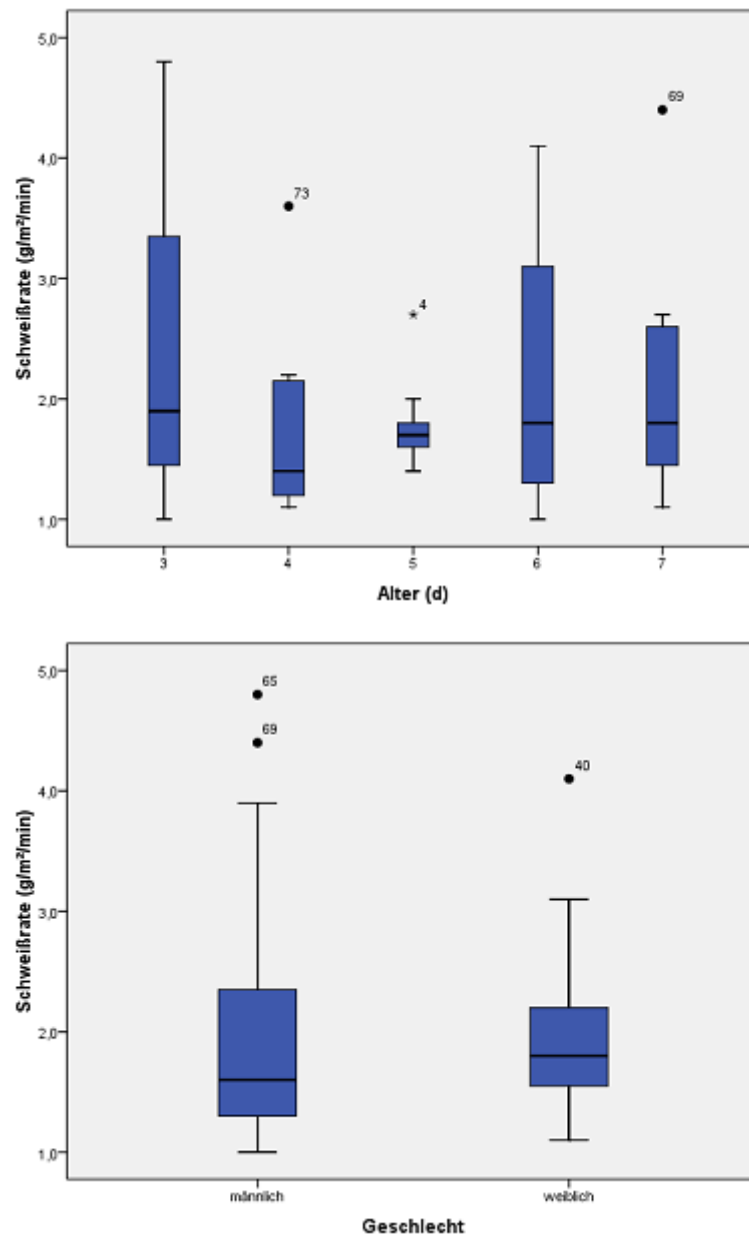 Schweißrate (g/m²/min)
5,0
4,0
3,0
2,0
1,0
73
4
69
3 4 5 6 7
Alter (d)
Schweißrate (g/m²/min)
5,0
4,0
3,0
2,0
1,0
65
69
40
männlich weiblich
Geschlecht